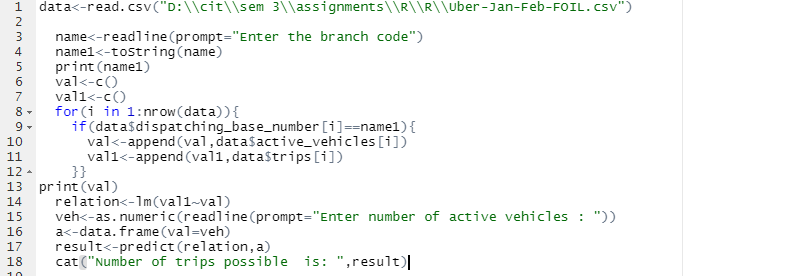 1 data<-read.csv("D:\\cit\\sem 3\\assignments\\R\\R\\Uber-Jan-Feb-FOIL.csv")
2
3 name<-readline(prompt="Enter the branch code")
4 name1<-toString(name)
5 print(name1)
6 val<-c()
7 val1<-c()
8 for(i in 1:nrow(data)){
9 if(data$dispatching_base_number[i]==name1){
10 val<-append(val,data$active_vehicles[i])
11 val1<-append(val1,data$trips[i])
12 }}
13 print(val)
14 relation<-lm(val1~val)
15 veh<-as.numeric(readline(prompt="Enter number of active vehicles : "))
16 a<-data.frame(val=veh)
17 result<-predict(relation,a)
18 cat("Number of trips possible  is: ",result)